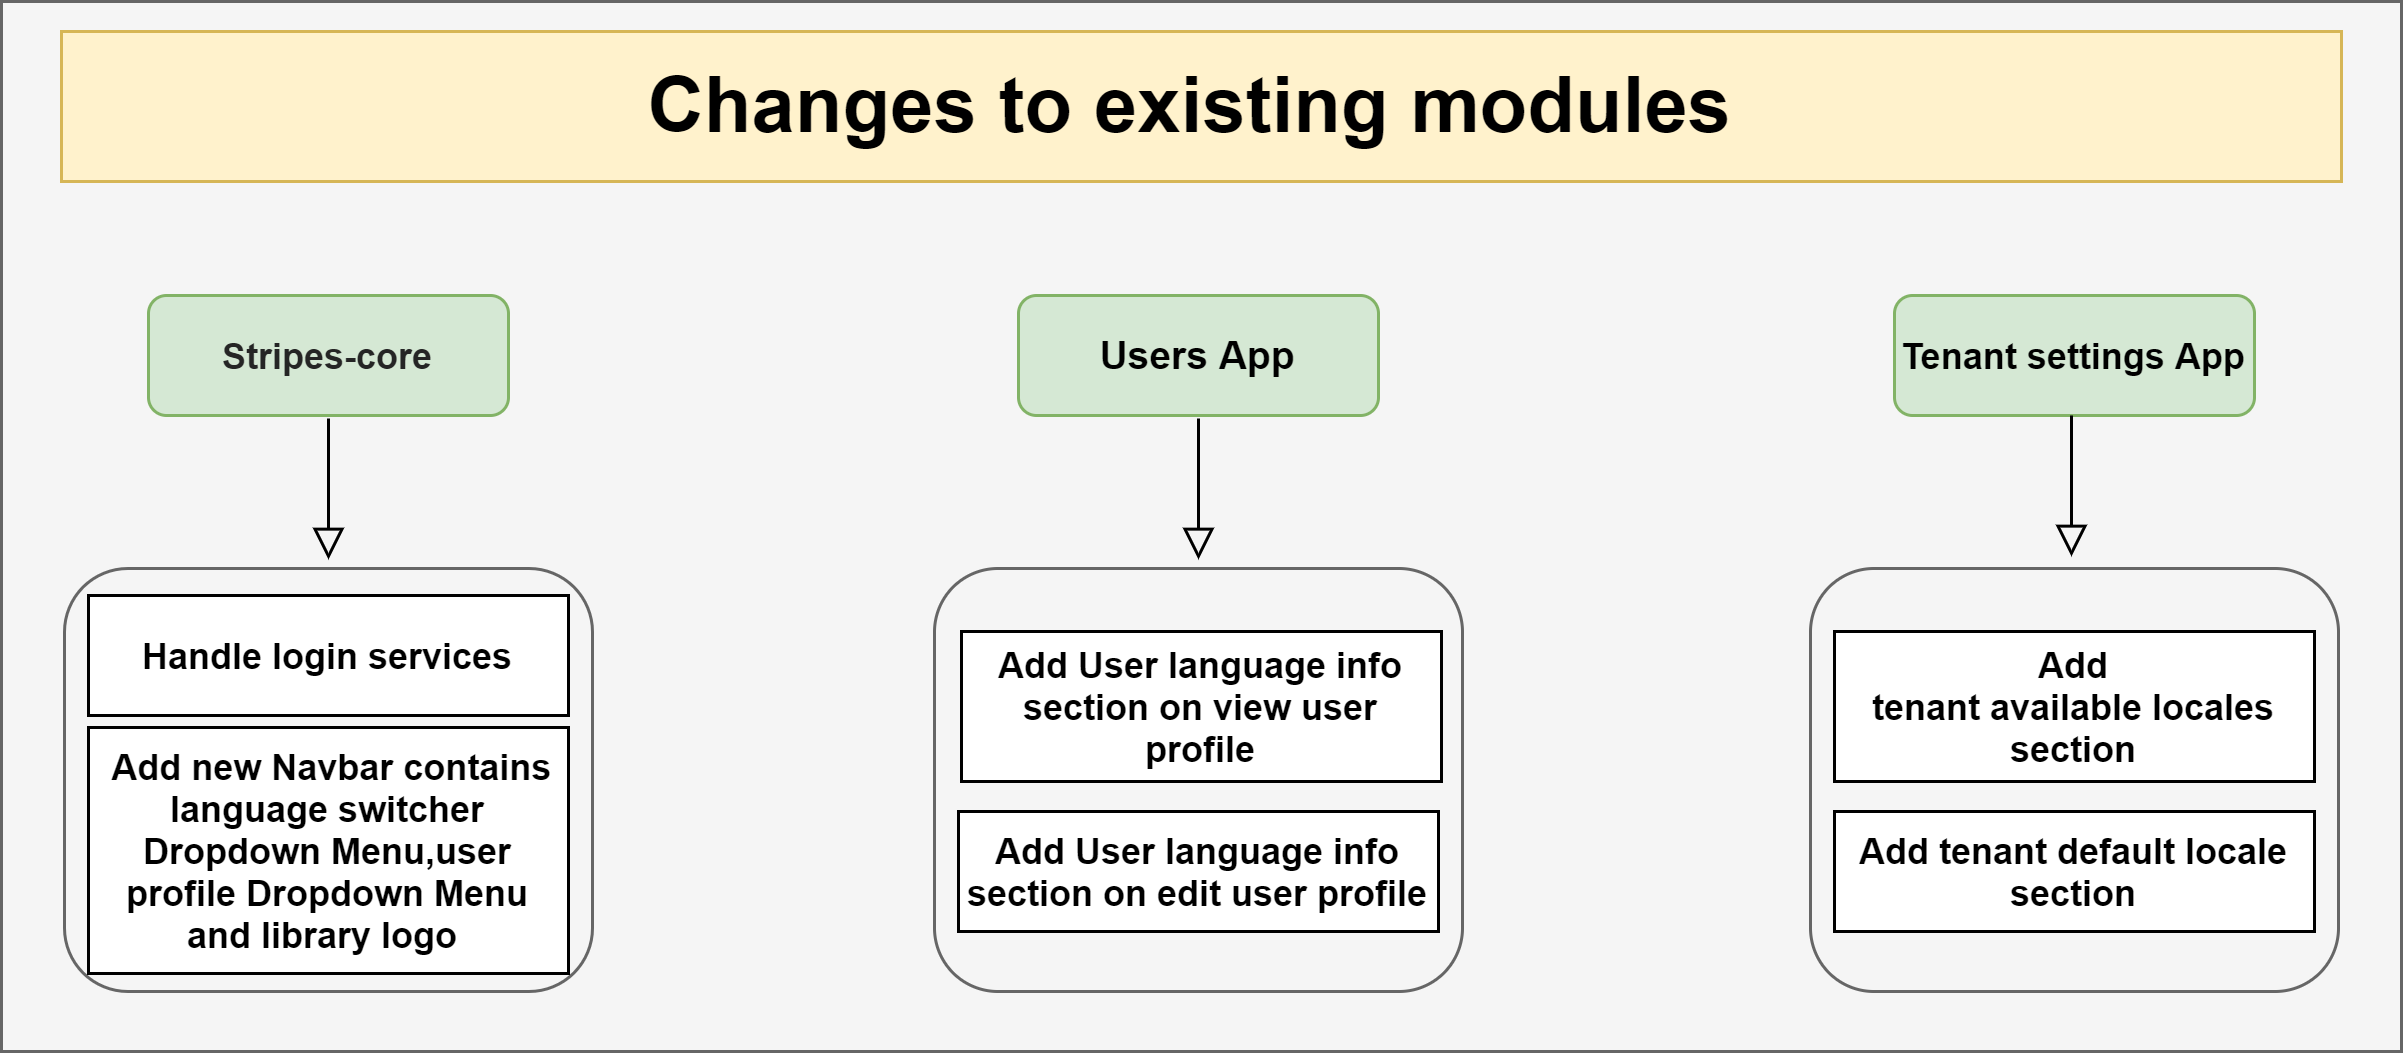 Changes to existing modules
Stripes-core
Users App
Tenant settings App
Handle login services
Add new Navbar contains
language switcher
Dropdown Menu,user
profile Dropdown Menu
and library logo
Add User language info
section on view user
profile
Add User language info
section on edit user profile
Add
tenant available locales
section
Add tenant default locale
section